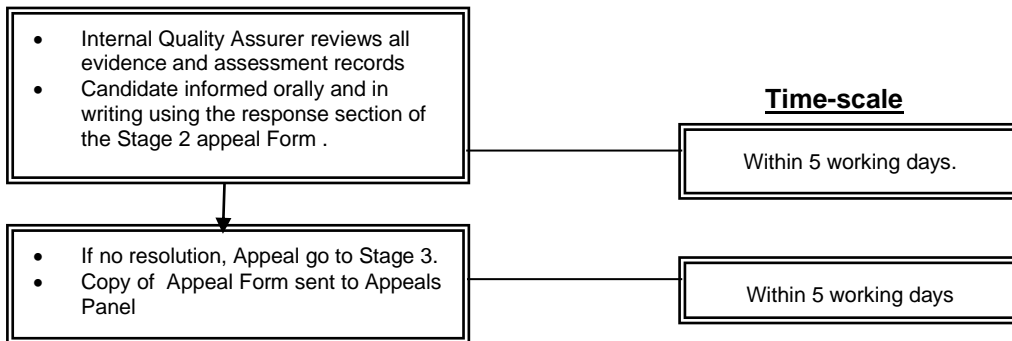 • Internal Quality Assurer reviews all
evidence and assessment records
• Candidate informed orally and in
writing using the response section of
the Stage 2 appeal Form .
Time-scale
Within 5 working days.
• If no resolution, Appeal go to Stage 3.
• Copy of Appeal Form sent to Appeals
Panel
Within 5 working days